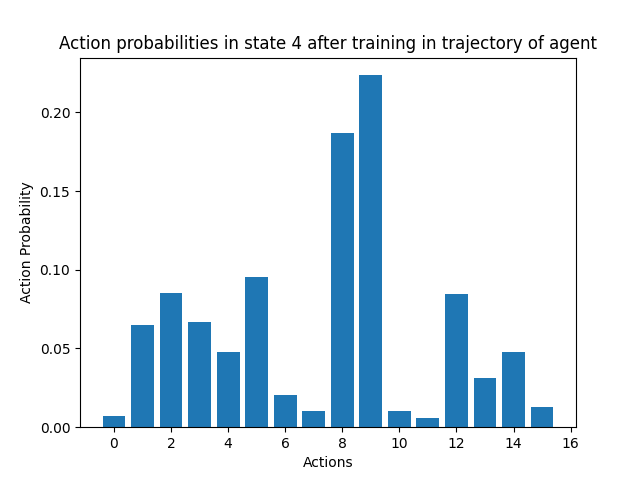 Action probabilities in state 4 after training in trajectory of agent
0.20
0.15
0.10
0.05
0.00
Action Probability
0 2 4 6 8 10 12 14 16
Actions